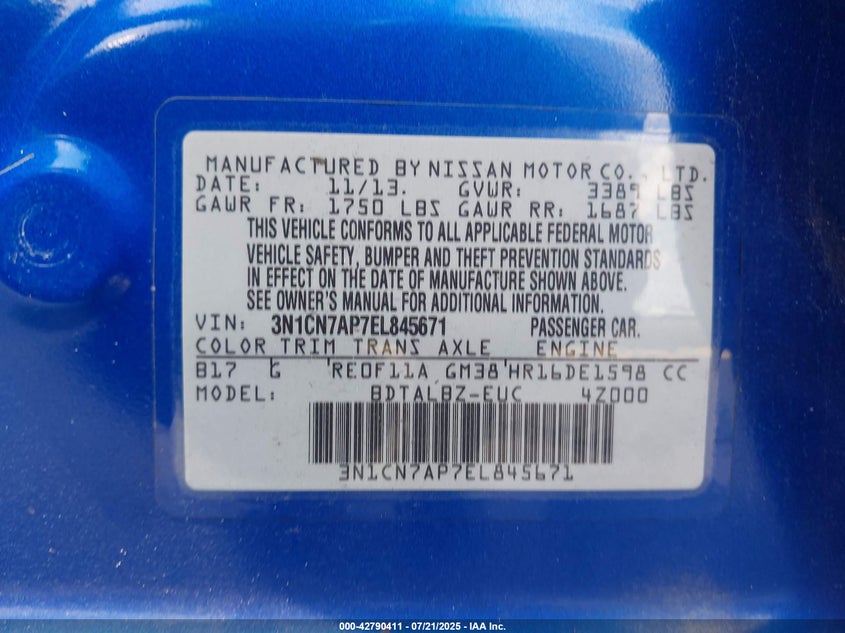 MANUFACTURED BY NISSAN MOTOR CO., LTD.
DATE: 11/13. GVWR: 3389 LBS
GAWR FR: 1750 LBS GAWR RR: 1687 LBS
THIS VEHICLE CONFORMS TO ALL APPLICABLE FEDERAL MOTOR
VEHICLE SAFETY, BUMPER AND THEFT PREVENTION STANDARDS
IN EFFECT ON THE DATE OF MANUFACTURE SHOWN ABOVE.
SEE OWNER'S MANUAL FOR ADDITIONAL INFORMATION.
VIN: 3N1CN7AP7EL845671 PASSENGER CAR.
COLOR TRIM TRANS AXLE ENGINE
B17 G RE0F11A GM38 HR16DE1598 CC
MODEL: BDTALBZ-EUC 4Z000
3N1CN7AP7EL845671
000-42790411 - 07/21/2025 - IAA Inc.